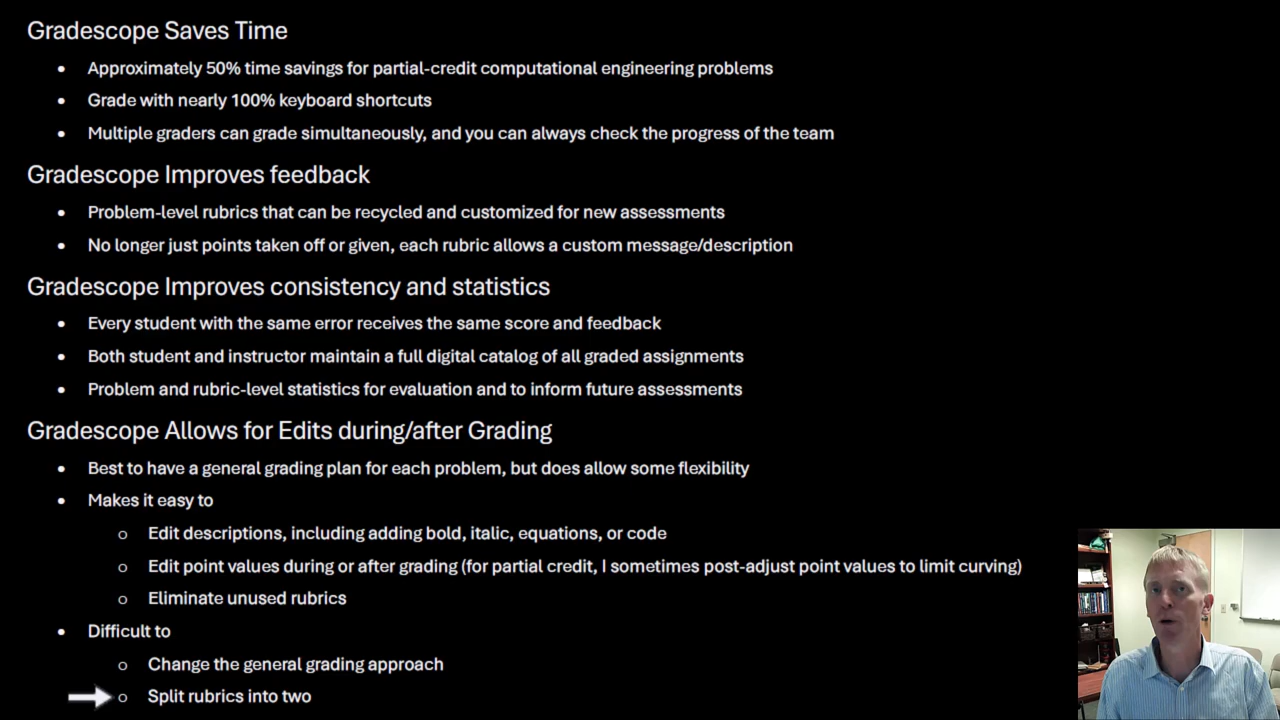 Gradescope Saves Time
• Approximately 50% time savings for partial-credit computational engineering problems
• Grade with nearly 100% keyboard shortcuts
• Multiple graders can grade simultaneously, and you can always check the progress of the team
Gradescope Improves feedback
• Problem-level rubrics that can be recycled and customized for new assessments
• No longer just points taken off or given, each rubric allows a custom message/description
Gradescope Improves consistency and statistics
• Every student with the same error receives the same score and feedback
• Both student and instructor maintain a full digital catalog of all graded assignments
• Problem and rubric-level statistics for evaluation and to inform future assessments
Gradescope Allows for Edits during/after Grading
• Best to have a general grading plan for each problem, but does allow some flexibility
• Makes it easy to
o Edit descriptions, including adding bold, italic, equations, or code
o Edit point values during or after grading (for partial credit, I sometimes post-adjust point values to limit curving)
o Eliminate unused rubrics
• Difficult to
o Change the general grading approach
o Split rubrics into two